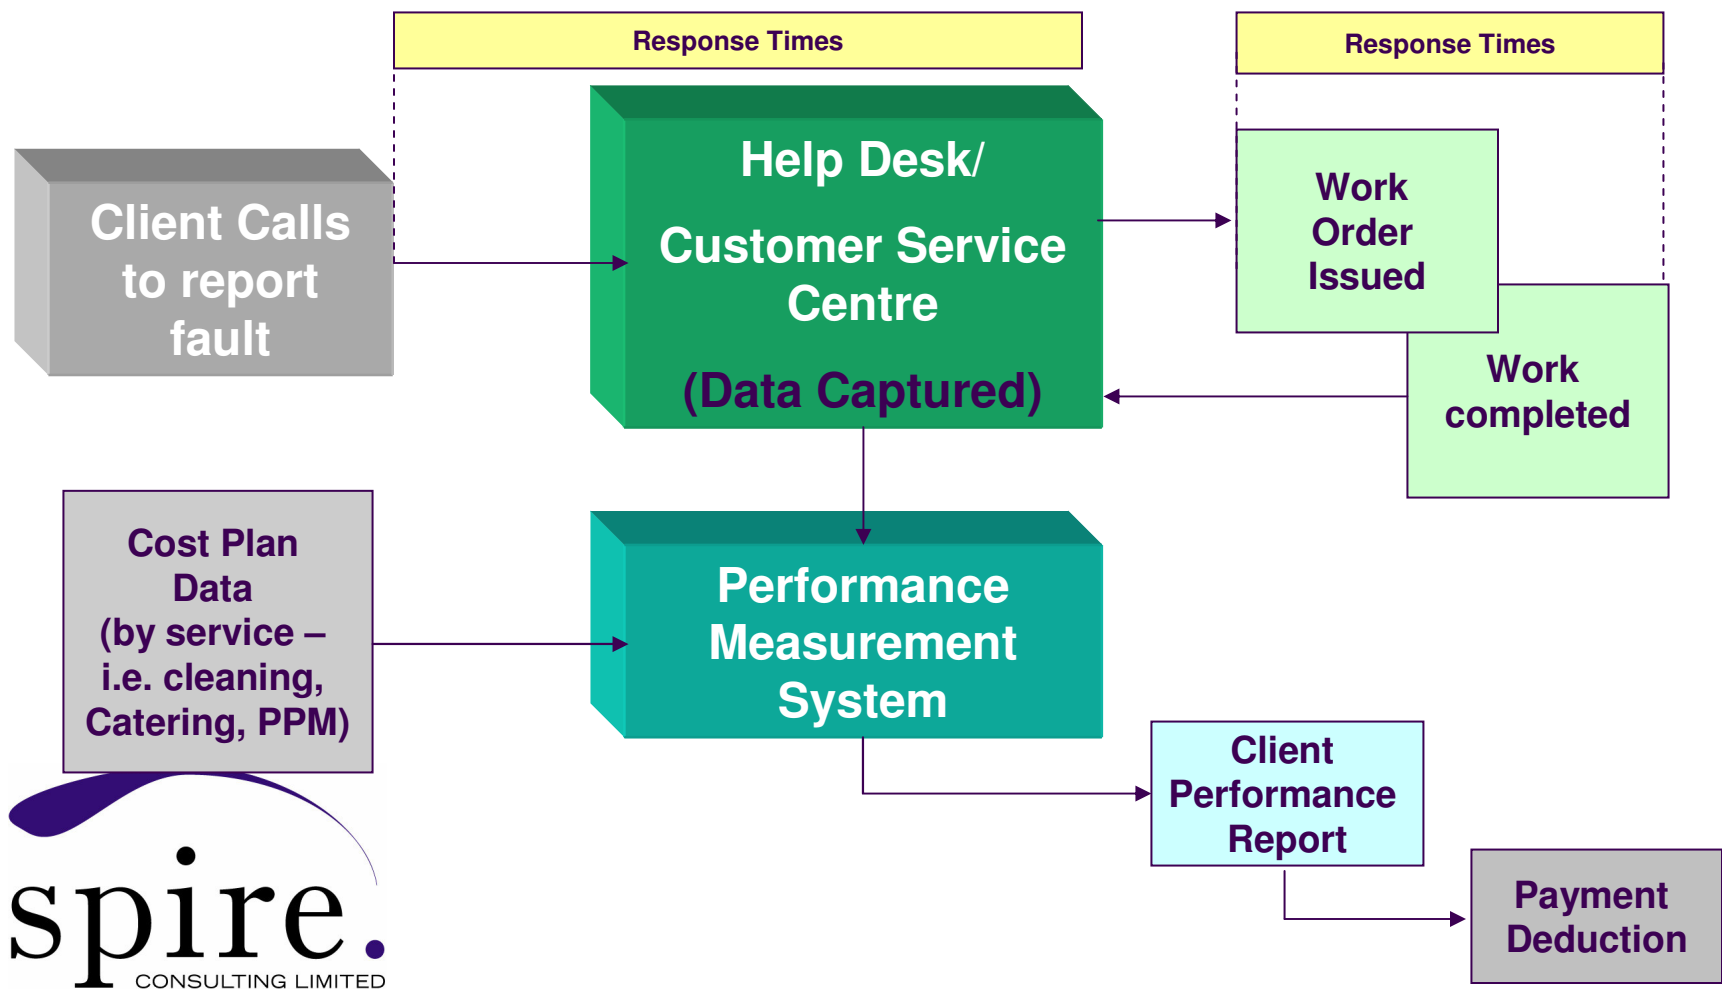 Response Times
Response Times
Client Calls
to report
fault
Help Desk/
Customer Service
Centre
(Data Captured)
Work
Order
Issued
Work
completed
Cost Plan
Data
(by service –
i.e. cleaning,
Catering, PPM)
Performance
Measurement
System
Client
Performance
Report
Payment
Deduction
spire.
CONSULTING LIMITED